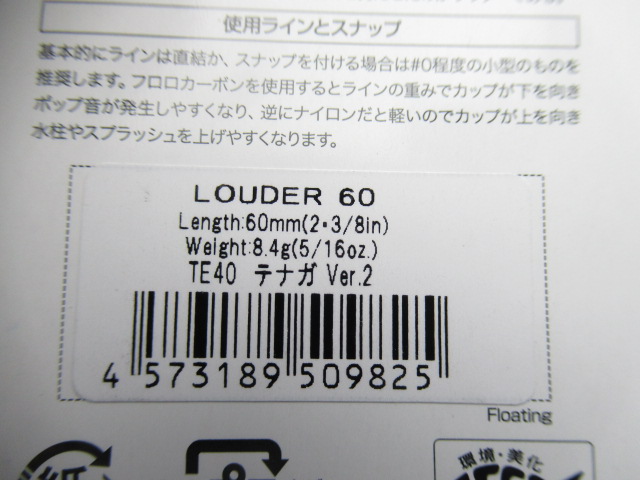 使用ラインとスナップ
基本的にラインは直結か、スナップを付ける場合は#0程度の小型のものを
推奨します。フロロカーボンを使用するとラインの重みでカップが下を向き
ポップ音が発生しやすくなり、逆にナイロンだと軽いのでカップが上を向き
水柱やスプラッシュを上げやすくなります。
LOUDER 60
Length:60mm(2・3/8in)
Weight:8.4g(5/16oz.)
TE40 テナガ Ver.2
4 573189 509825
Floating
環境・美化